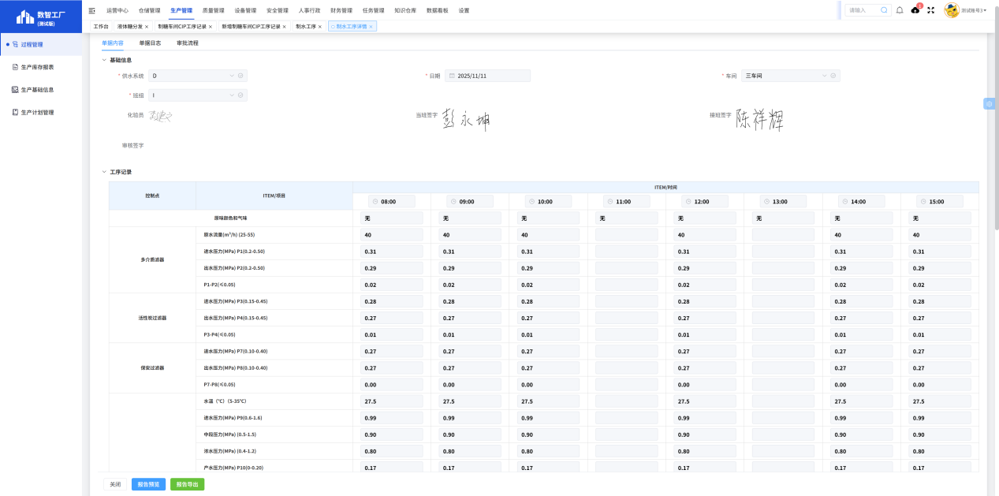 数智工厂
(测试版)
运营中心 仓储管理 生产管理 质量管理 设备管理 安全管理 人事行政 财务管理 任务管理 知识仓库 数据看板 设置
请输入
1
测试账号3
工作台 液体糖分发 × 制糖车间CIP工序记录 × 新增制糖车间CIP工序记录 × 制水工序 × 制水工序详情 ×
过程管理
生产库存报表
生产基础信息
生产计划管理
单据内容 单据日志 审批流程
基础信息
* 供水系统 D * 日期 2025/11/11 * 车间 三车间
* 班组 I
化验员 李建文 当班签字 彭永坤 接班签字 陈祥辉
审核签字
工序记录
控制点 ITEM/项目 ITEM/时间
08:00 09:00 10:00 11:00 12:00 13:00 14:00 15:00
原味颜色和气味 无 无 无 无 无 无 无 无
多介质滤器
原水流量(m³/h) (25-55) 40 40 40 40 40 40
进水压力(MPa) P1(0.2-0.50) 0.31 0.31 0.31 0.31 0.31 0.31
出水压力(MPa) P2(0.2-0.50) 0.29 0.29 0.29 0.29 0.29 0.29
P1-P2(≤0.05) 0.02 0.02 0.02 0.02 0.02 0.02
活性炭过滤器
进水压力(MPa) P3(0.15-0.45) 0.28 0.28 0.28 0.28 0.28 0.28
出水压力(MPa) P4(0.15-0.45) 0.27 0.27 0.27 0.27 0.27 0.27
P3-P4(≤0.05) 0.01 0.01 0.01 0.01 0.01 0.01
保安过滤器
进水压力(MPa) P7(0.10-0.40) 0.27 0.27 0.27 0.27 0.27 0.27
出水压力(MPa) P8(0.10-0.40) 0.27 0.27 0.27 0.27 0.27 0.27
P7-P8(≤0.05) 0.00 0.00 0.00 0.00 0.00 0.00
水温（℃）(5-35℃) 27.5 27.5 27.5 27.5 27.5 27.5
进水压力(MPa) P9(0.6-1.6) 0.99 0.99 0.99 0.99 0.99 0.99
中段压力(MPa) (0.5-1.5) 0.90 0.90 0.90 0.90 0.90 0.90
浓水压力(MPa) (0.4-1.2) 0.80 0.80 0.80 0.80 0.80 0.80
产水压力(MPa) P10(0-0.20) 0.17 0.17 0.17 0.17 0.17 0.17
关闭 报告预览 报告导出